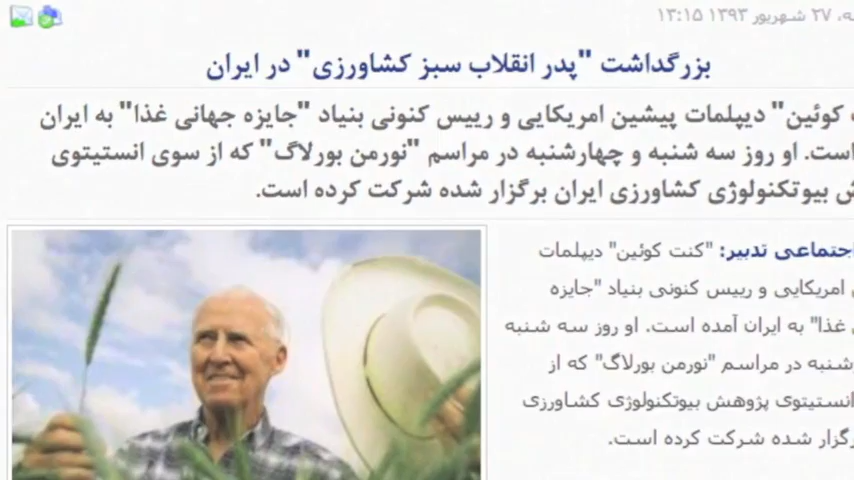 ۲۷ شهریور ۱۳۹۳ ۱۳:۱۵
بزرگداشت "پدر انقلاب سبز کشاورزی" در ایران
کوئین" دیپلمات پیشین امریکایی و رییس کنونی بنیاد "جایزه جهانی غذا" به ایران
است. او روز سه شنبه و چهارشنبه در مراسم "نورمن بورلاگ" که از سوی انستیتوی
بیوتکنولوژی کشاورزی ایران برگزار شده شرکت کرده است.
اجتماعی تدبیر: "کنت کوئین" دیپلمات
امریکایی و رییس کنونی بنیاد "جایزه
غذا" به ایران آمده است. او روز سه شنبه
در مراسم "نورمن بورلاگ" که از
انستیتوی پژوهش بیوتکنولوژی کشاورزی
شده شرکت کرده است.